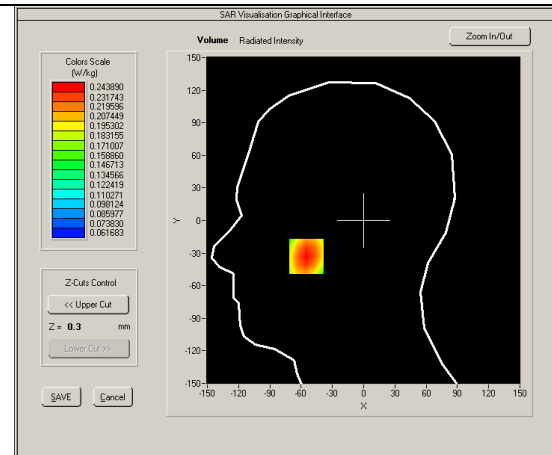 SAR Visualisation Graphical Interface
Volume Radiated Intensity
Zoom In/Out
Colors Scale
(W/kg)
0.243890
0.231743
0.219596
0.207449
0.195302
0.183155
0.171007
0.158860
0.146713
0.134566
0.122419
0.110271
0.098124
0.085977
0.073830
0.061683
Z-Cuts Control
<< Upper Cut
Z = 0.3 mm
Lower Cut >>
SAVE Cancel
150
120
90
60
30
0
-30
-60
-90
-120
-150
Y
-150 -120 -90 -60 -30 0 30 60 90 120 150
X